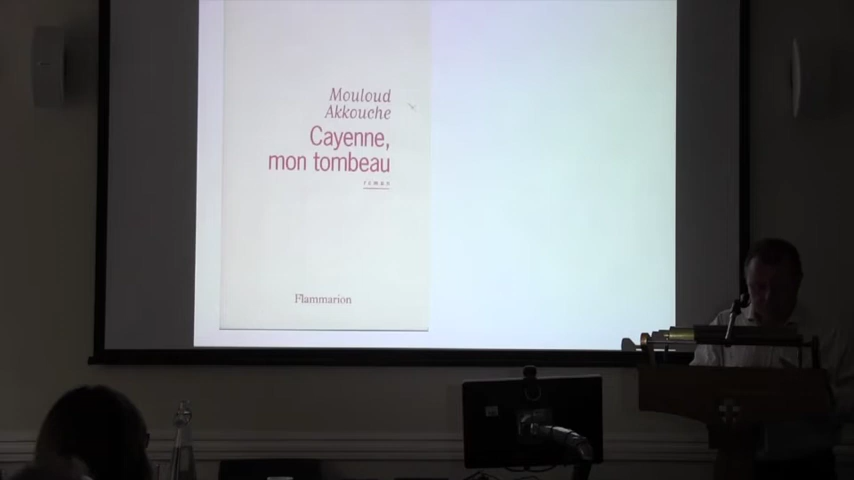 Mouloud
Akkouche
Cayenne,
mon tombeau
roman
Flammarion